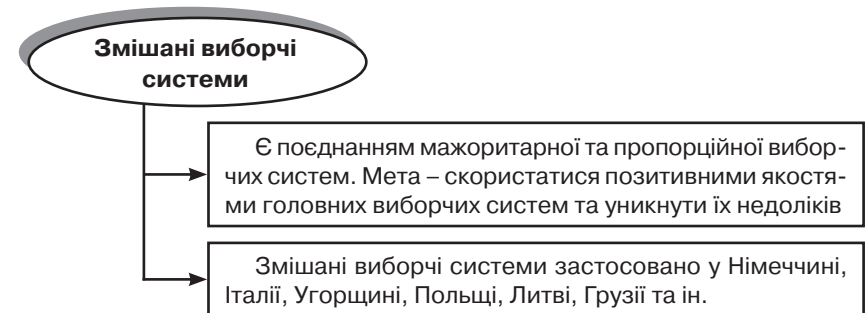 Змішані виборчі
системи
Є поєднанням мажоритарної та пропорційної вибор-
чих систем. Мета – скористатися позитивними якостя-
ми головних виборчих систем та уникнути їх недоліків
Змішані виборчі системи застосовано у Німеччині,
Італії, Угорщині, Польщі, Литві, Грузії та ін.